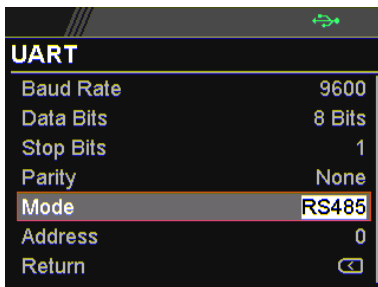 UART
Baud Rate 9600
Data Bits 8 Bits
Stop Bits 1
Parity None
Mode RS485
Address 0
Return